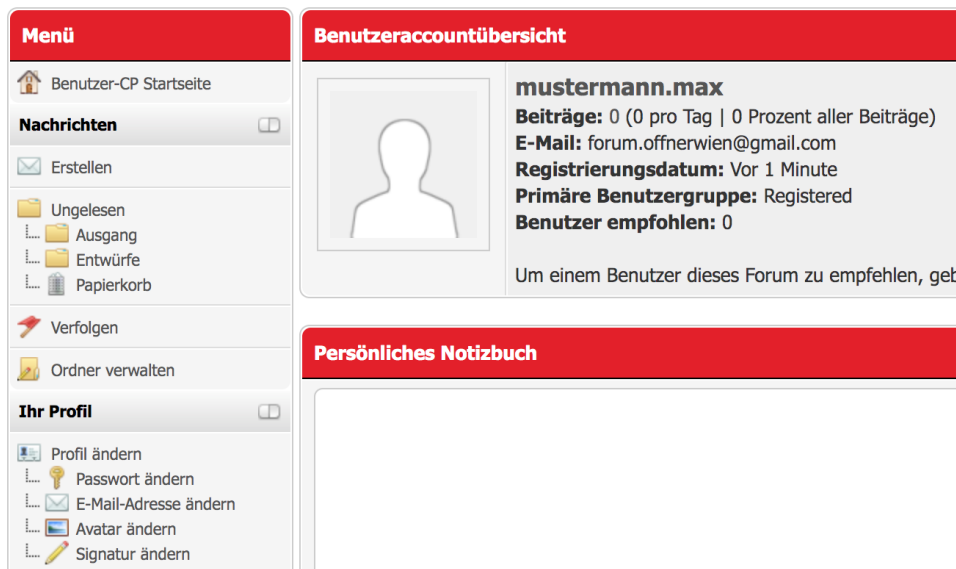 Menü
Benutzer-CP Startseite
Nachrichten
Erstellen
Ungelesen
Ausgang
Entwürfe
Papierkorb
Verfolgen
Ordner verwalten
Ihr Profil
Profil ändern
Passwort ändern
E-Mail-Adresse ändern
Avatar ändern
Signatur ändern
Benutzeraccountübersicht
mustermann.max
Beiträge: 0 (0 pro Tag | 0 Prozent aller Beiträge)
E-Mail: forum.offnerwien@gmail.com
Registrierungsdatum: Vor 1 Minute
Primäre Benutzergruppe: Registered
Benutzer empfohlen: 0
Um einem Benutzer dieses Forum zu empfehlen, geb
Persönliches Notizbuch